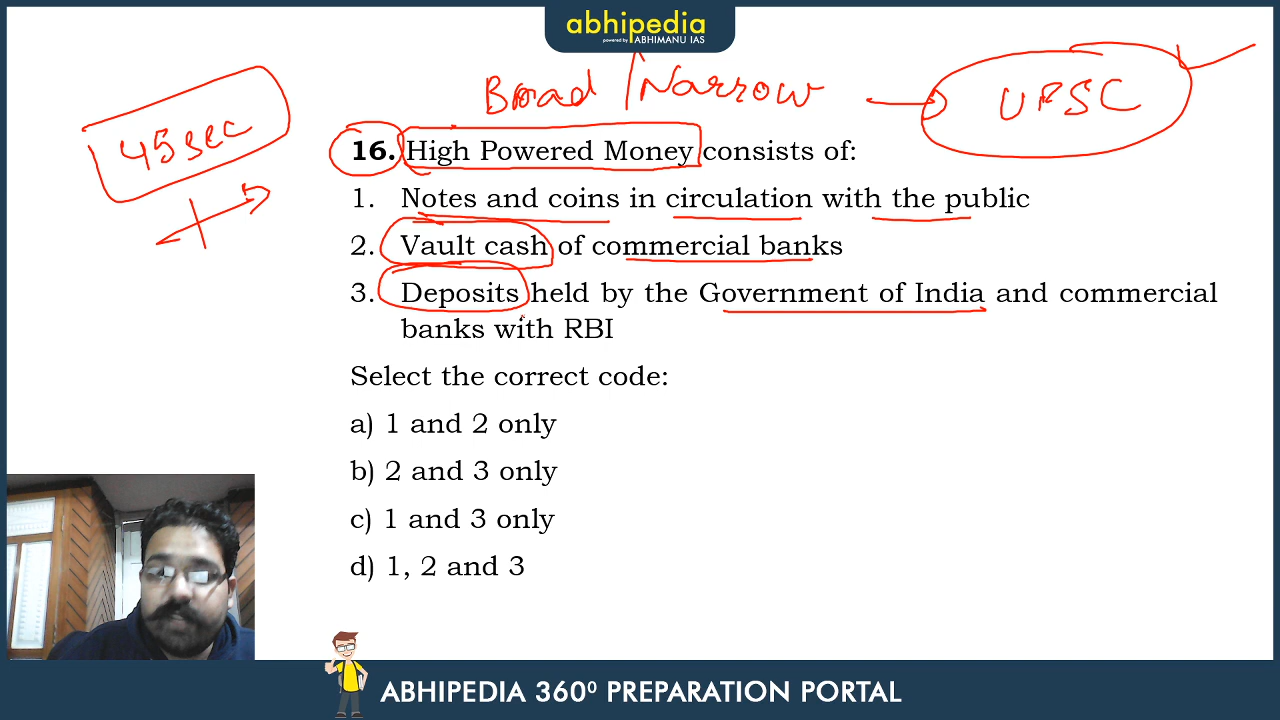 abhipedia
powered by ABHIMANU IAS
Broad / Narrow → UPSC
45 sec
16. High Powered Money consists of:
1. Notes and coins in circulation with the public
2. Vault cash of commercial banks
3. Deposits held by the Government of India and commercial
banks with RBI
Select the correct code:
a) 1 and 2 only
b) 2 and 3 only
c) 1 and 3 only
d) 1, 2 and 3
ABHIPEDIA 360⁰ PREPARATION PORTAL